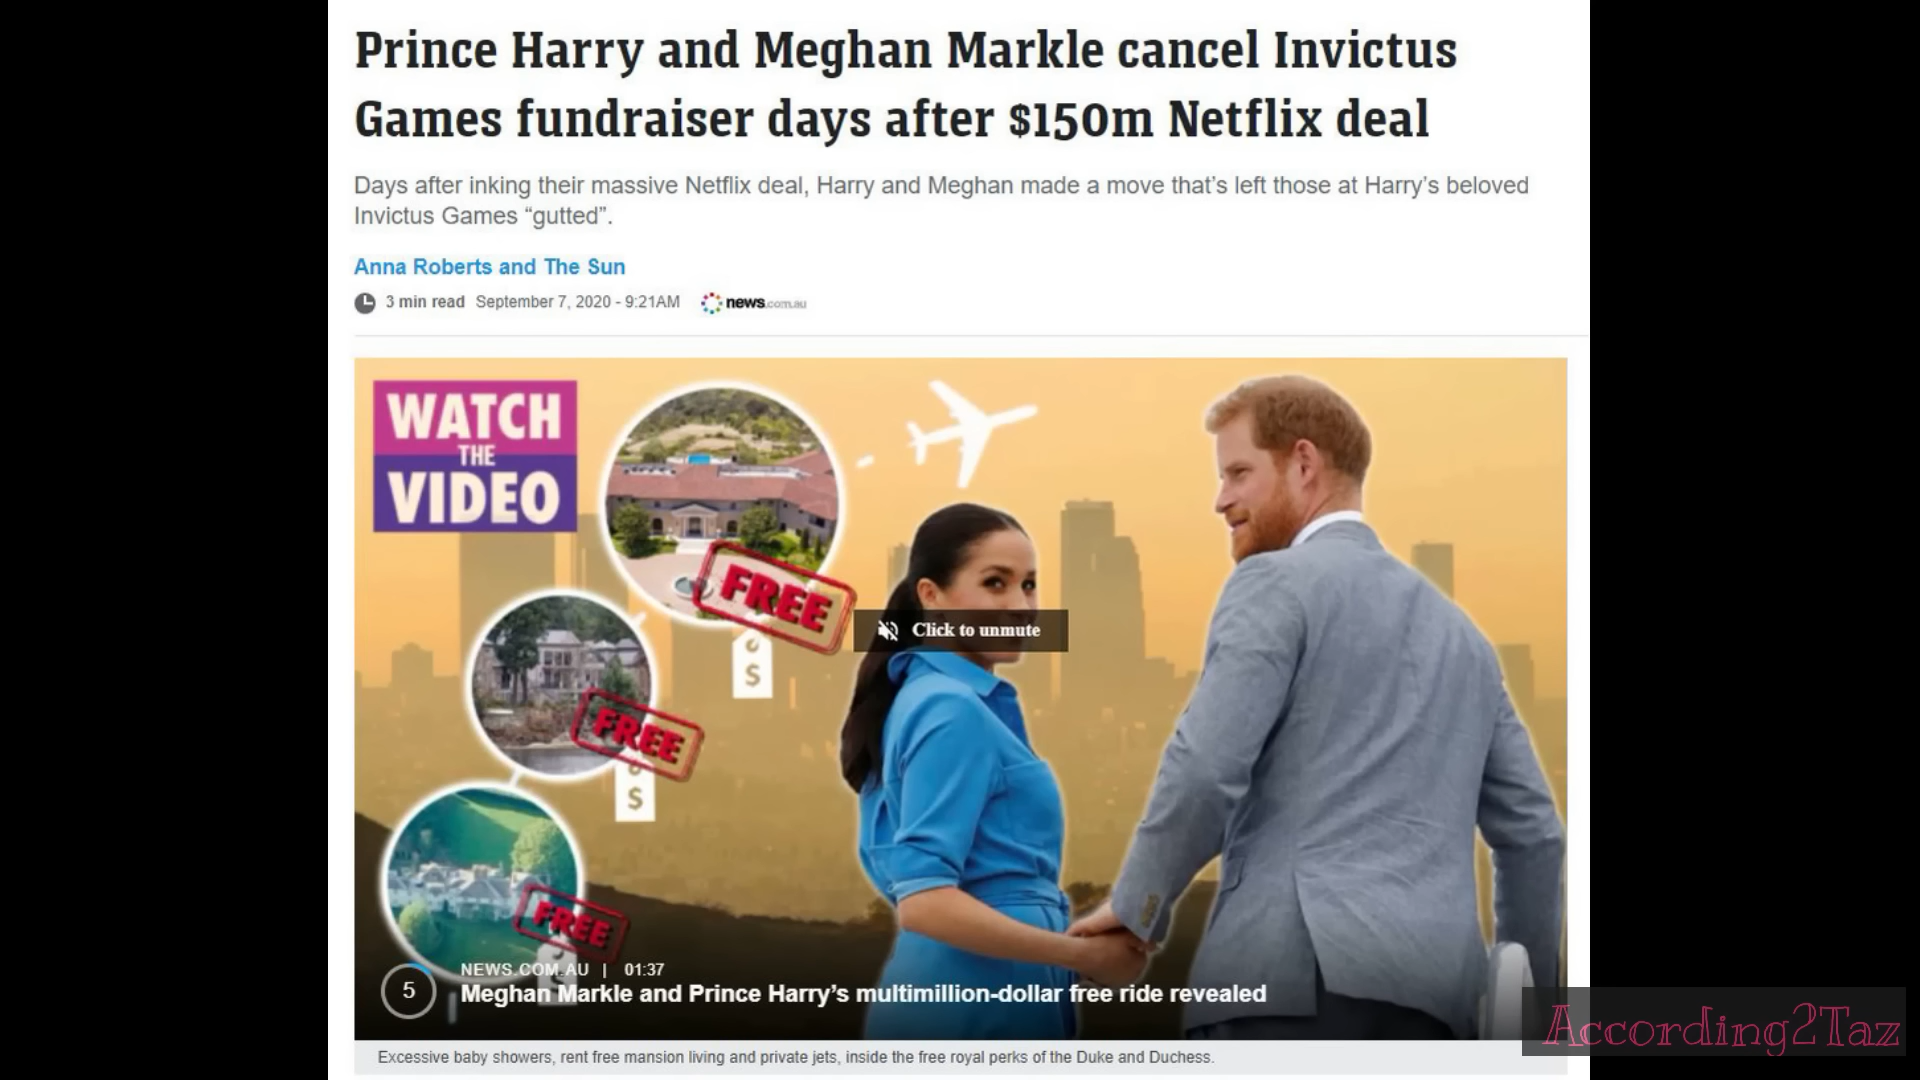 Prince Harry and Meghan Markle cancel Invictus
Games fundraiser days after $150m Netflix deal
Days after inking their massive Netflix deal, Harry and Meghan made a move that’s left those at Harry’s beloved
Invictus Games “gutted”.
Anna Roberts and The Sun
3 min read September 7, 2020 - 9:21AM news.com.au
WATCH
THE
VIDEO
FREE
$
Click to unmute
FREE
$
FREE
$
5
NEWS.COM.AU | 01:37
Meghan Markle and Prince Harry’s multimillion-dollar free ride revealed
According2Taz
Excessive baby showers, rent free mansion living and private jets, inside the free royal perks of the Duke and Duchess.